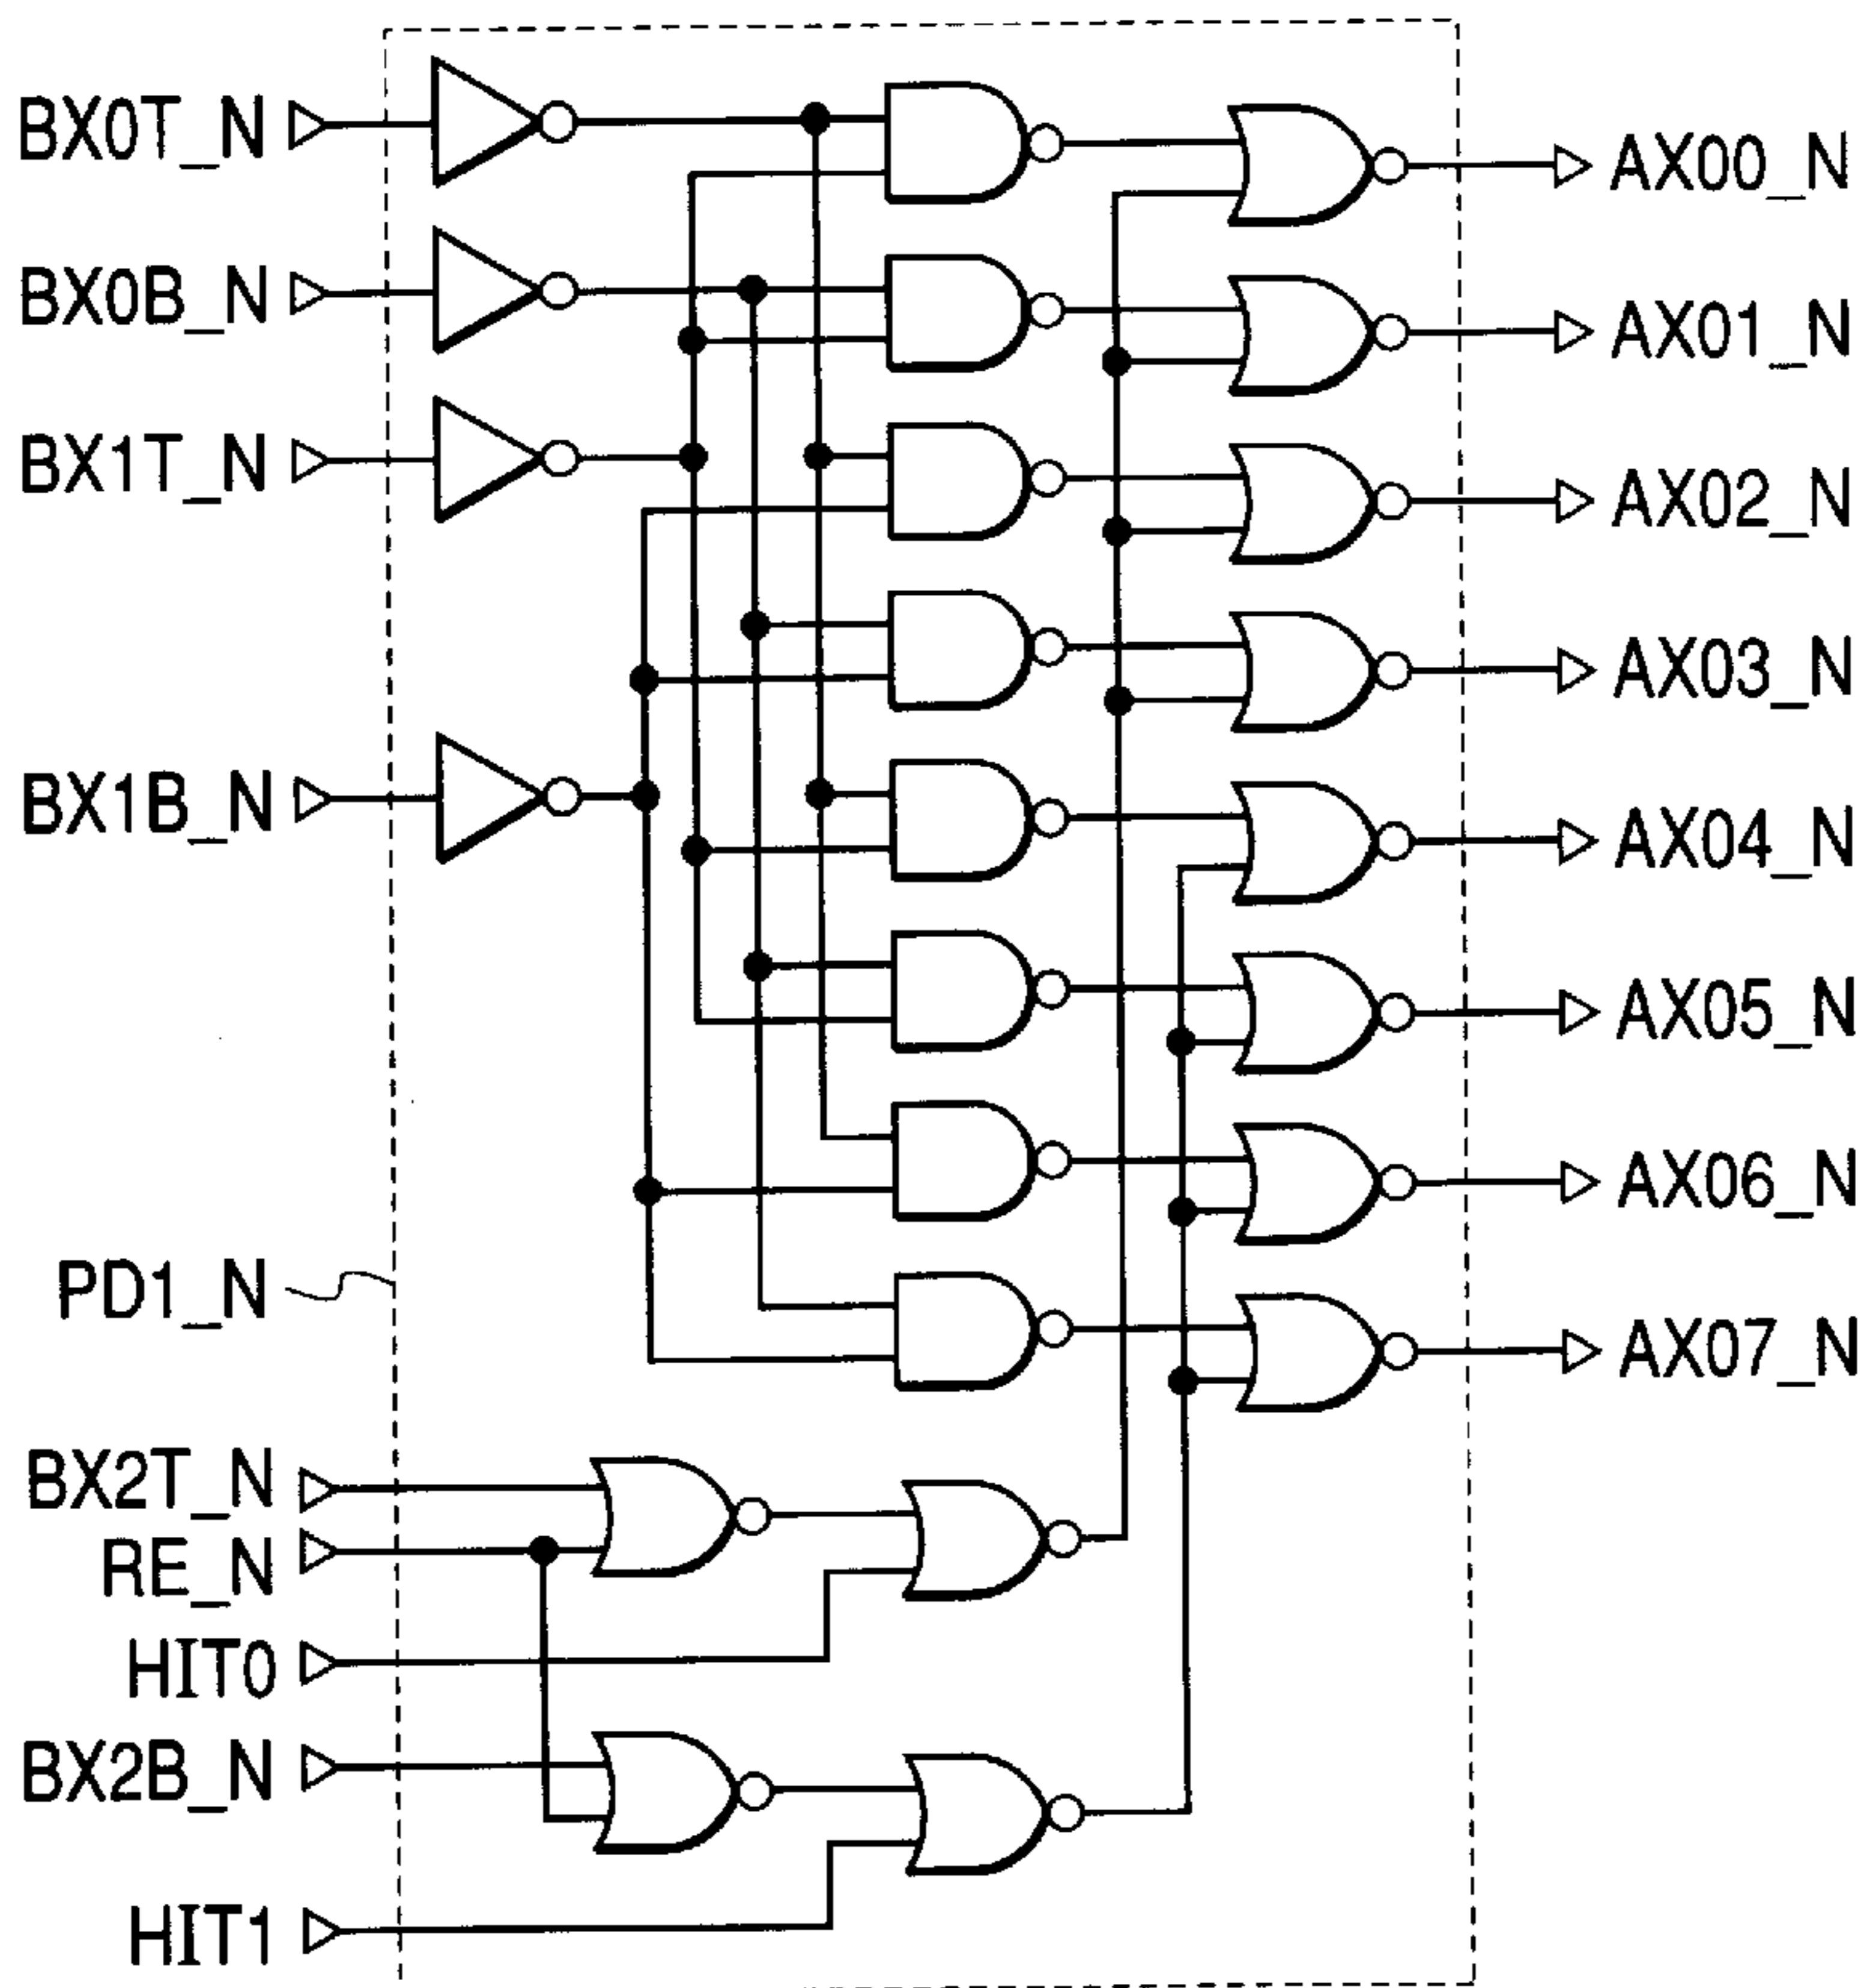 BX0T_N
BX0B_N
BX1T_N
BX1B_N
PD1_N
BX2T_N
RE_N
HIT0
BX2B_N
HIT1
AX00_N
AX01_N
AX02_N
AX03_N
AX04_N
AX05_N
AX06_N
AX07_N